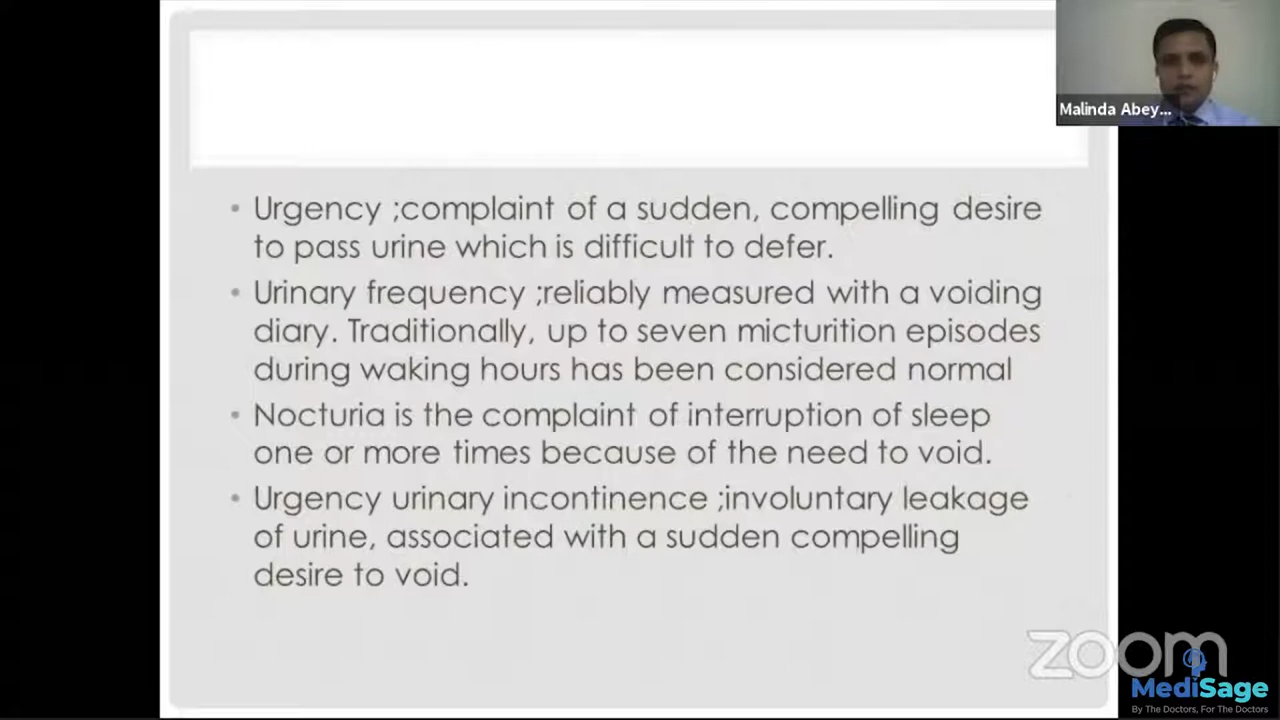 Malinda Abey...
• Urgency ;complaint of a sudden, compelling desire
to pass urine which is difficult to defer.
• Urinary frequency ;reliably measured with a voiding
diary. Traditionally, up to seven micturition episodes
during waking hours has been considered normal
• Nocturia is the complaint of interruption of sleep
one or more times because of the need to void.
• Urgency urinary incontinence ;involuntary leakage
of urine, associated with a sudden compelling
desire to void.
zoom
MediSage
By The Doctors, For The Doctors